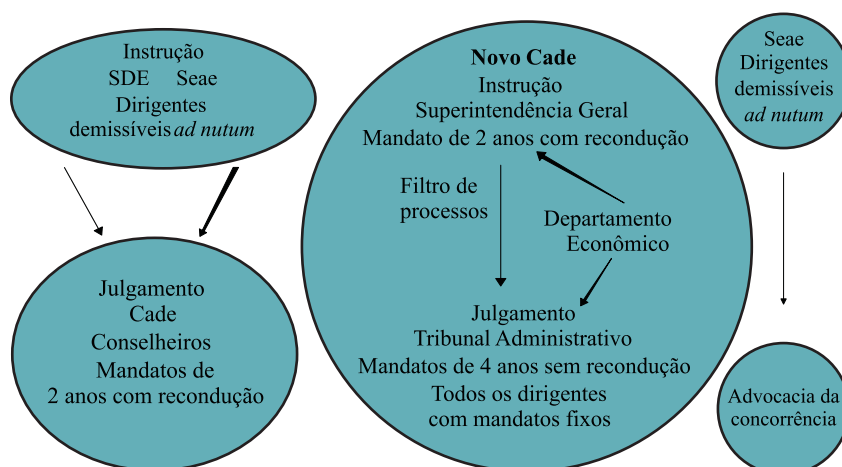 Instrução
SDE Seae
Dirigentes
demissíveis ad nutum
Julgamento
Cade
Conselheiros
Mandatos de
2 anos com recondução
Novo Cade
Instrução
Superintendência Geral
Mandato de 2 anos com recondução
Filtro de
processos
Departamento
Econômico
Julgamento
Tribunal Administrativo
Mandatos de 4 anos sem recondução
Todos os dirigentes
com mandatos fixos
Seae
Dirigentes
demissíveis
ad nutum
Advocacia da
concorrência